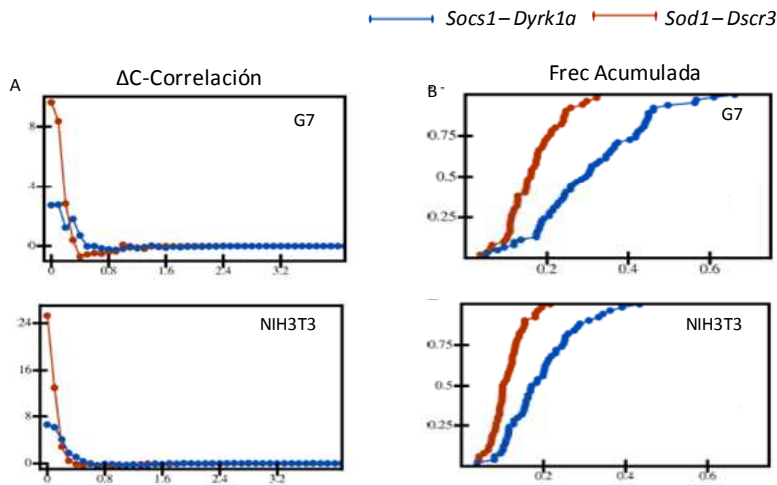 Socs1–Dyrk1a Sod1–Dscr3
A
ΔC-Correlación
G7
8
4
0
0 0.8 1.6 2.4 3.2
B
Frec Acumulada
G7
0.75
0.5
0.25
0.2 0.4 0.6
NIH3T3
24
16
8
0
0 0.8 1.6 2.4 3.2
NIH3T3
0.75
0.5
0.25
0.2 0.4 0.6